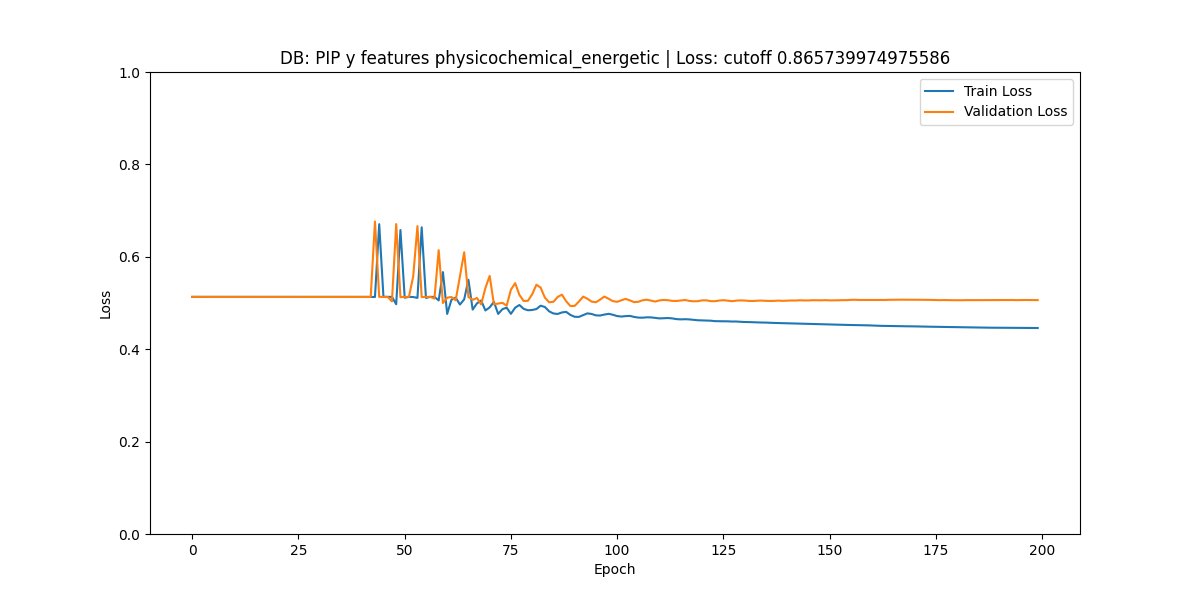 DB: PIP y features physicochemical_energetic | Loss: cutoff 0.865739974975586
Train Loss
Validation Loss
Loss
1.0
0.8
0.6
0.4
0.2
0.0
0 25 50 75 100 125 150 175 200
Epoch